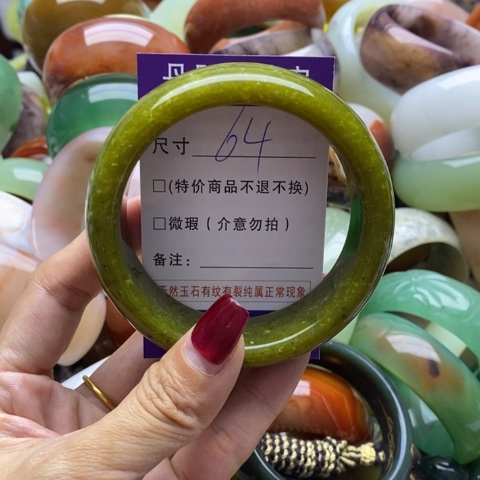 尺寸 64
□(特价商品不退不换)
□微瑕(介意勿拍)
备注:
天然玉石有纹有裂纯属正常现象